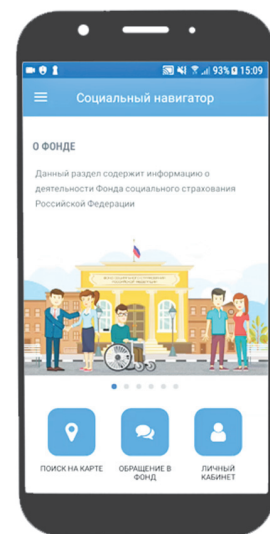 93% 15:09
Социальный навигатор
О ФОНДЕ
Данный раздел содержит информацию о
деятельности Фонда социального страхования
Российской Федерации
ПОИСК НА КАРТЕ
ОБРАЩЕНИЕ В
ФОНД
ЛИЧНЫЙ
КАБИНЕТ